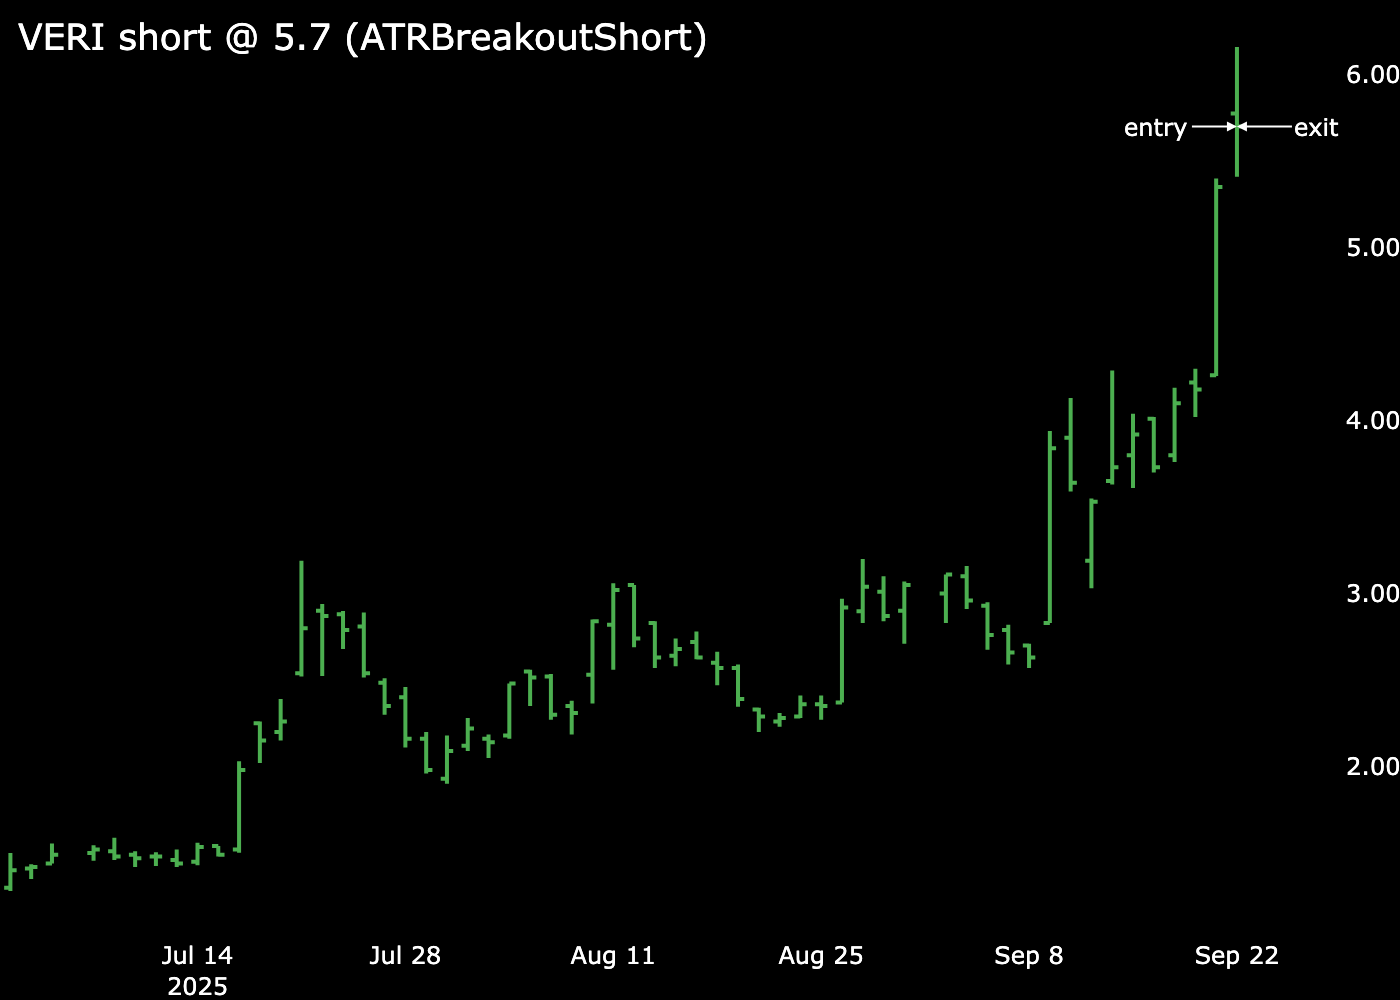 VERI short @ 5.7 (ATRBreakoutShort)
6.00
entry
exit
5.00
4.00
3.00
2.00
Jul 14
2025
Jul 28
Aug 11
Aug 25
Sep 8
Sep 22